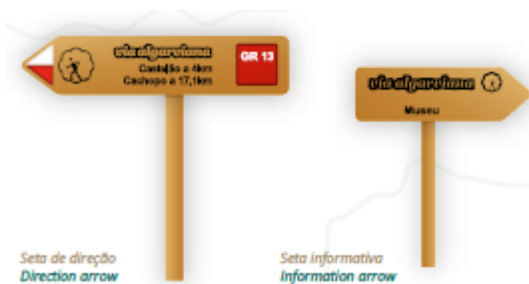 via algarviana
Castelão a 4km
Cachopo a 17,1km
GR 13
via algarviana
Museu
Seta de direção
Direction arrow
Seta informativa
Information arrow